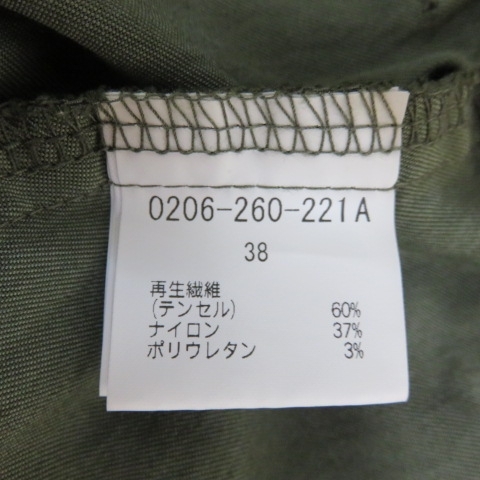 0206-260-221A
38
再生繊維
(テンセル) 60%
ナイロン 37%
ポリウレタン 3%